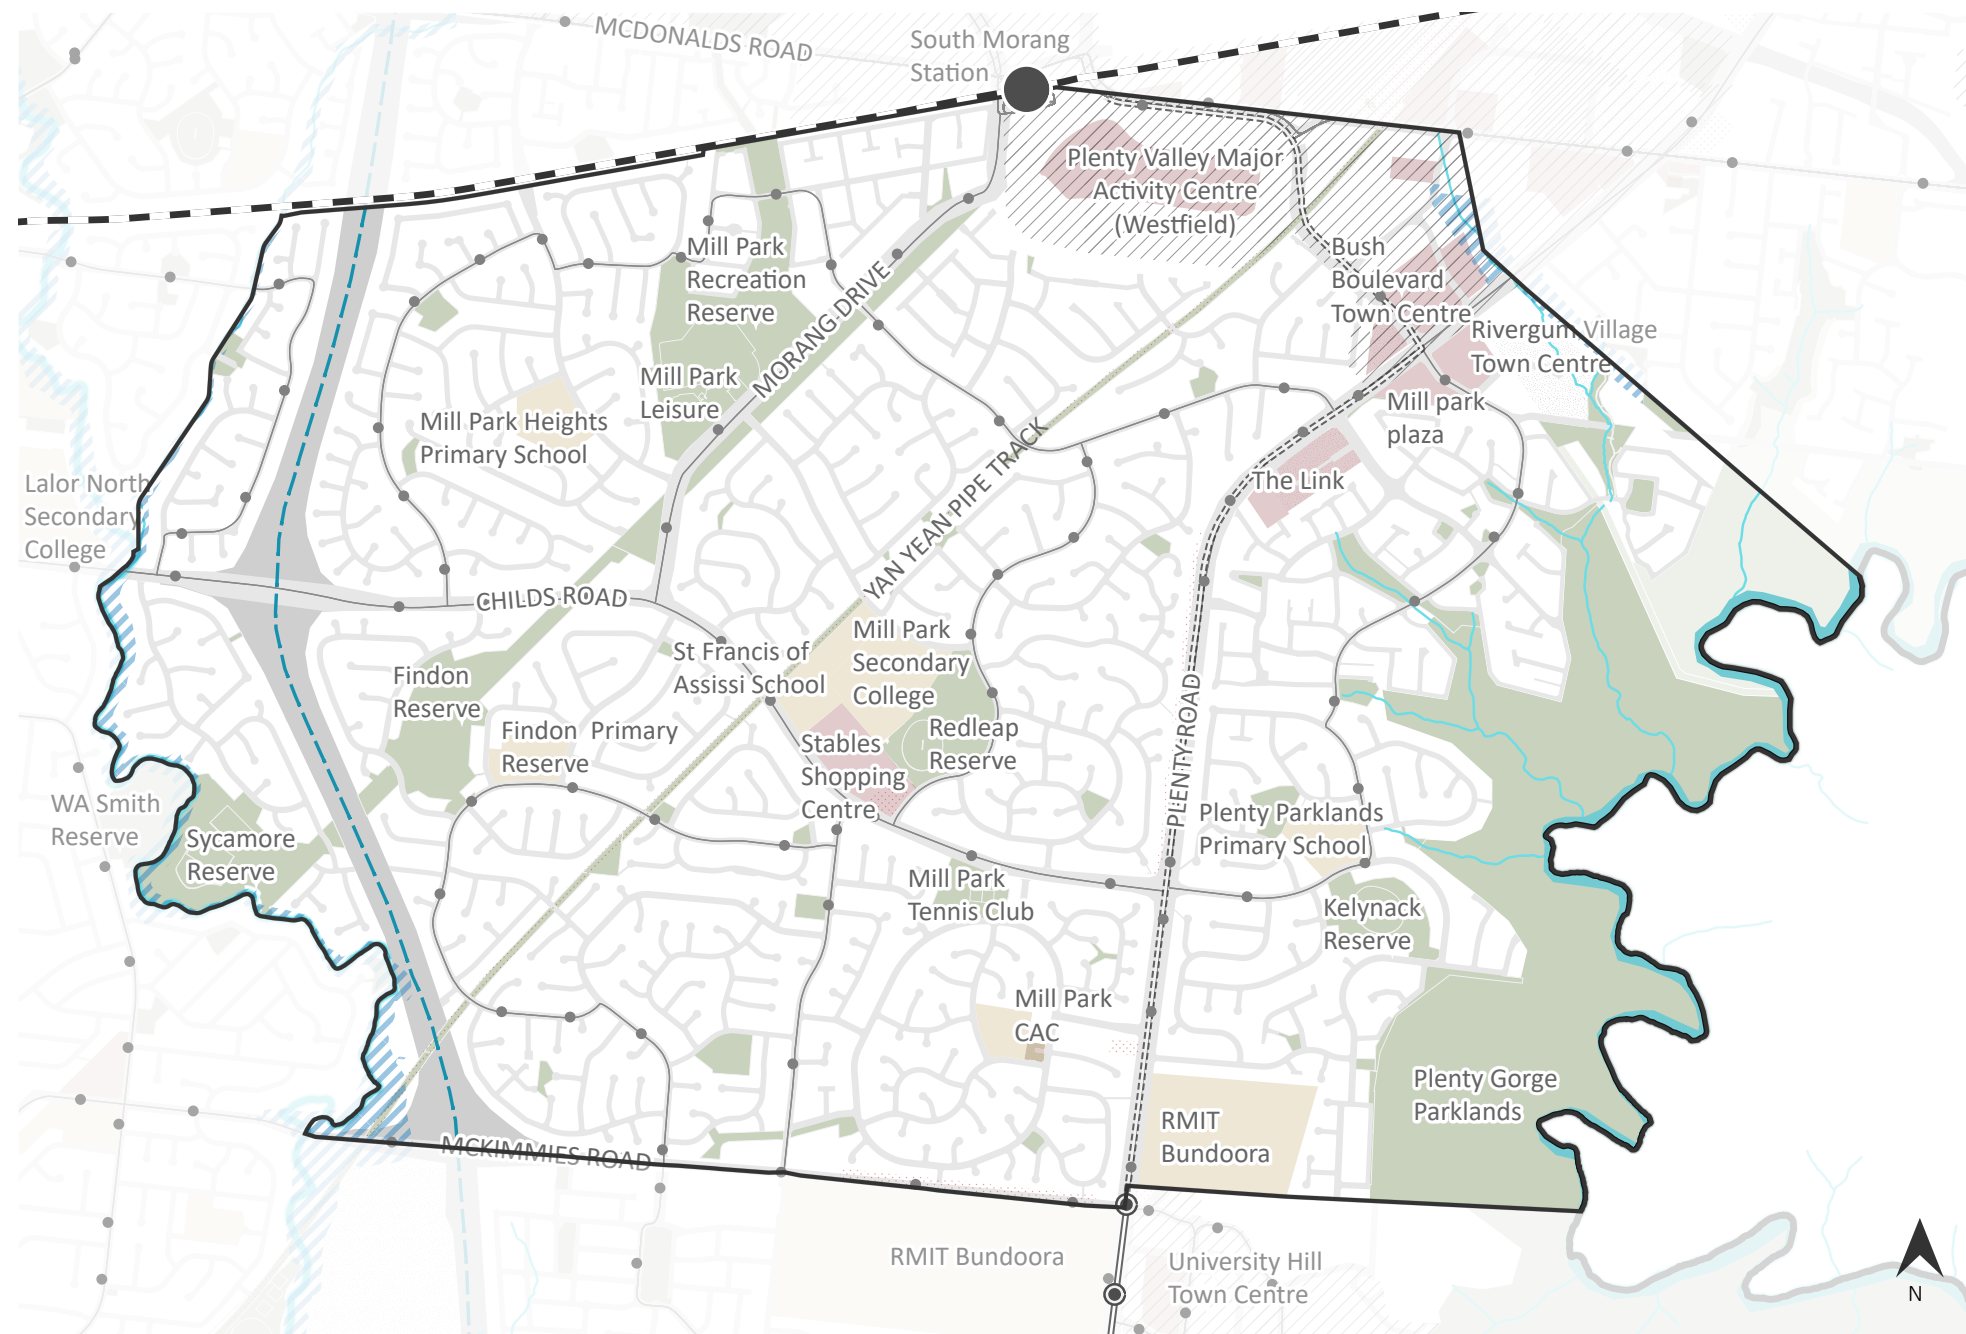 MCDONALDS ROAD
South Morang
Station
Plenty Valley Major
Activity Centre
(Westfield)
Mill Park
Recreation
Reserve
MORANG DRIVE
Bush
Boulevard
Town Centre
Rivergum Village
Town Centre
Mill Park
Leisure
Mill Park Heights
Primary School
Mill park
plaza
YAN YEAN PIPE TRACK
The Link
Lalor North
Secondary
College
CHILDS ROAD
St Francis of
Assissi School
Mill Park
Secondary
College
Findon
Reserve
Findon Primary
Reserve
Redleap
Reserve
Stables
Shopping
Centre
PLENTY ROAD
WA Smith
Reserve
Sycamore
Reserve
Plenty Parklands
Primary School
Mill Park
Tennis Club
Kelynack
Reserve
Mill Park
CAC
Plenty Gorge
Parklands
RMIT
Bundoora
MCKIMMIES ROAD
RMIT Bundoora
University Hill
Town Centre
N